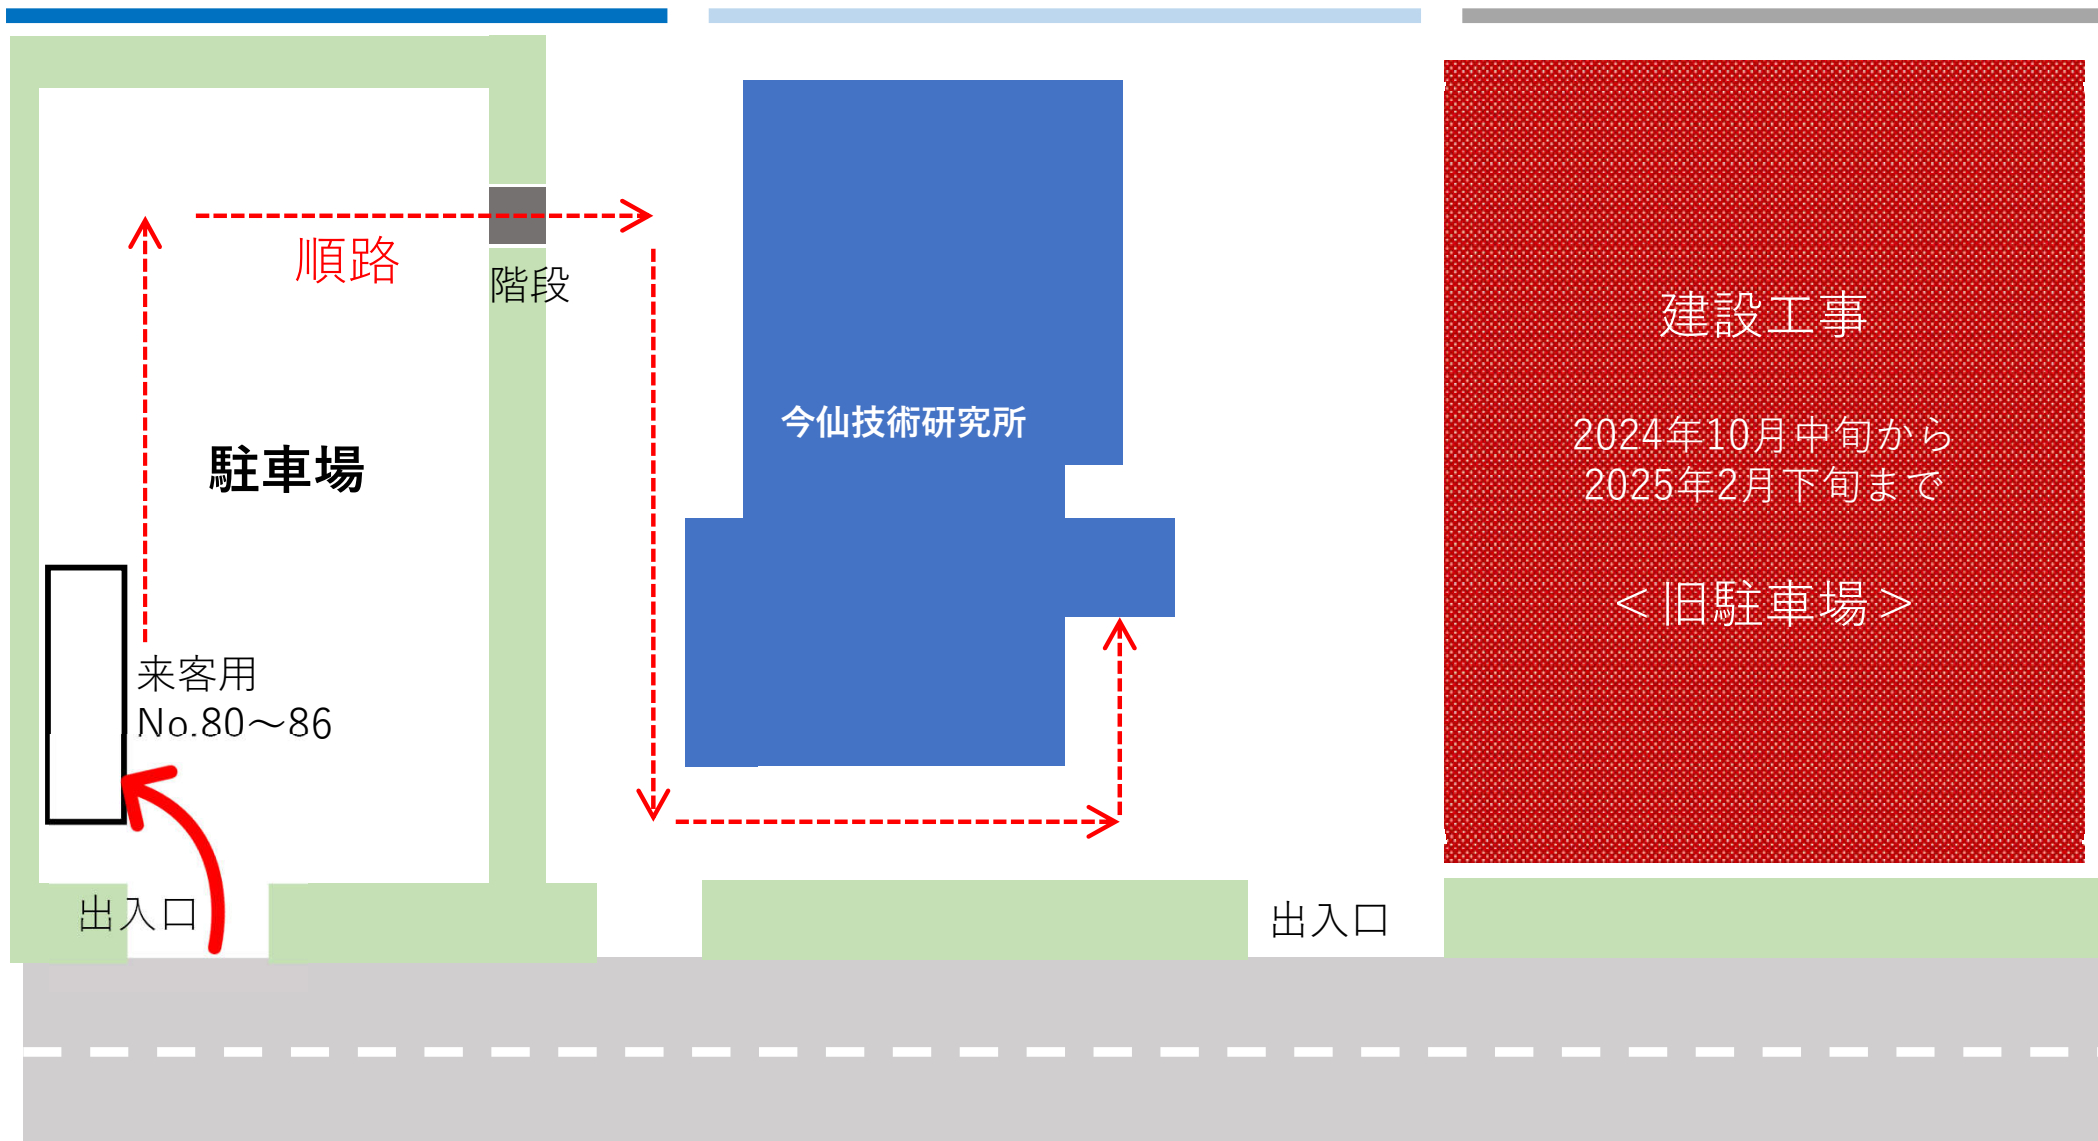 順路
階段
駐車場
来客用
No.80～86
出入口
今仙技術研究所
出入口
建設工事
2024年10月中旬から
2025年2月下旬まで
＜旧駐車場＞